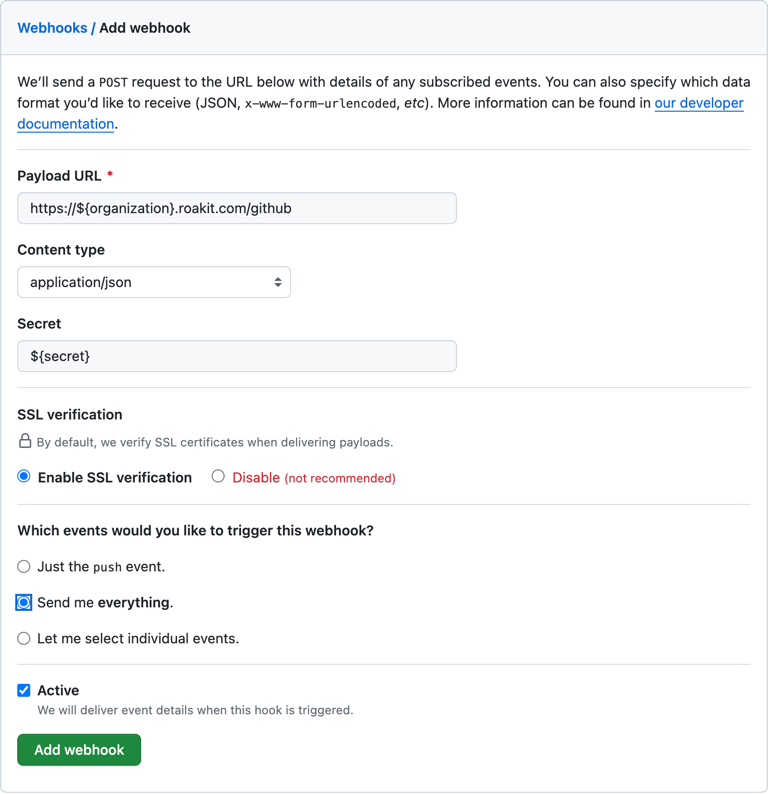 Webhooks / Add webhook
We’ll send a POST request to the URL below with details of any subscribed events. You can also specify which data
format you’d like to receive (JSON, x-www-form-urlencoded, etc). More information can be found in our developer
documentation.
Payload URL *
https://${organization}.roakit.com/github
Content type
application/json
Secret
${secret}
SSL verification
By default, we verify SSL certificates when delivering payloads.
Enable SSL verification Disable (not recommended)
Which events would you like to trigger this webhook?
Just the push event.
Send me everything.
Let me select individual events.
Active
We will deliver event details when this hook is triggered.
Add webhook